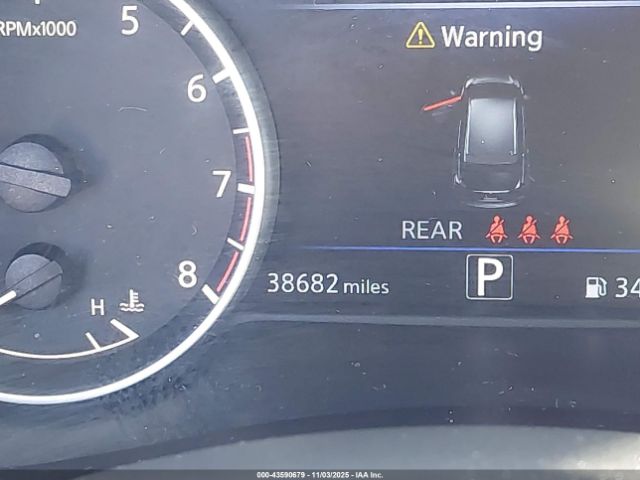 RPMx1000
5
6
7
8
H
Warning
REAR
38682 miles
P
34
000-43590679 - 11/03/2025 - IAA Inc.